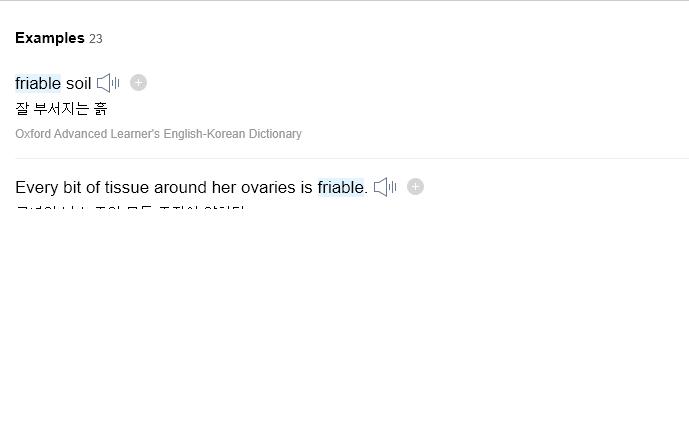 Examples 23
friable soil
잘 부서지는 흙
Oxford Advanced Learner's English-Korean Dictionary
Every bit of tissue around her ovaries is friable.